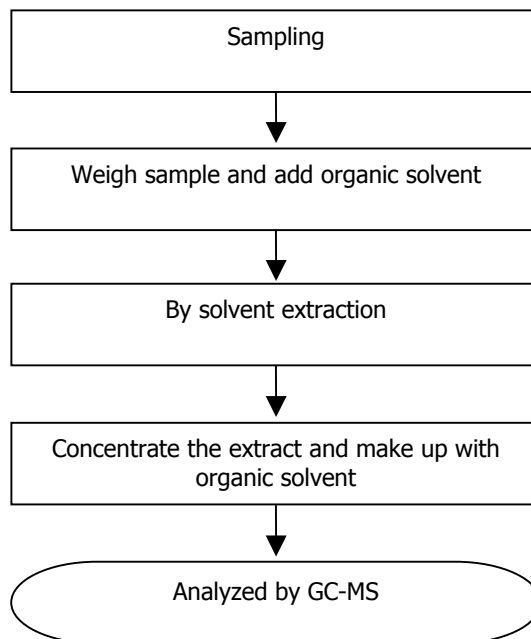 Sampling
Weigh sample and add organic solvent
By solvent extraction
Concentrate the extract and make up with
organic solvent
Analyzed by GC-MS